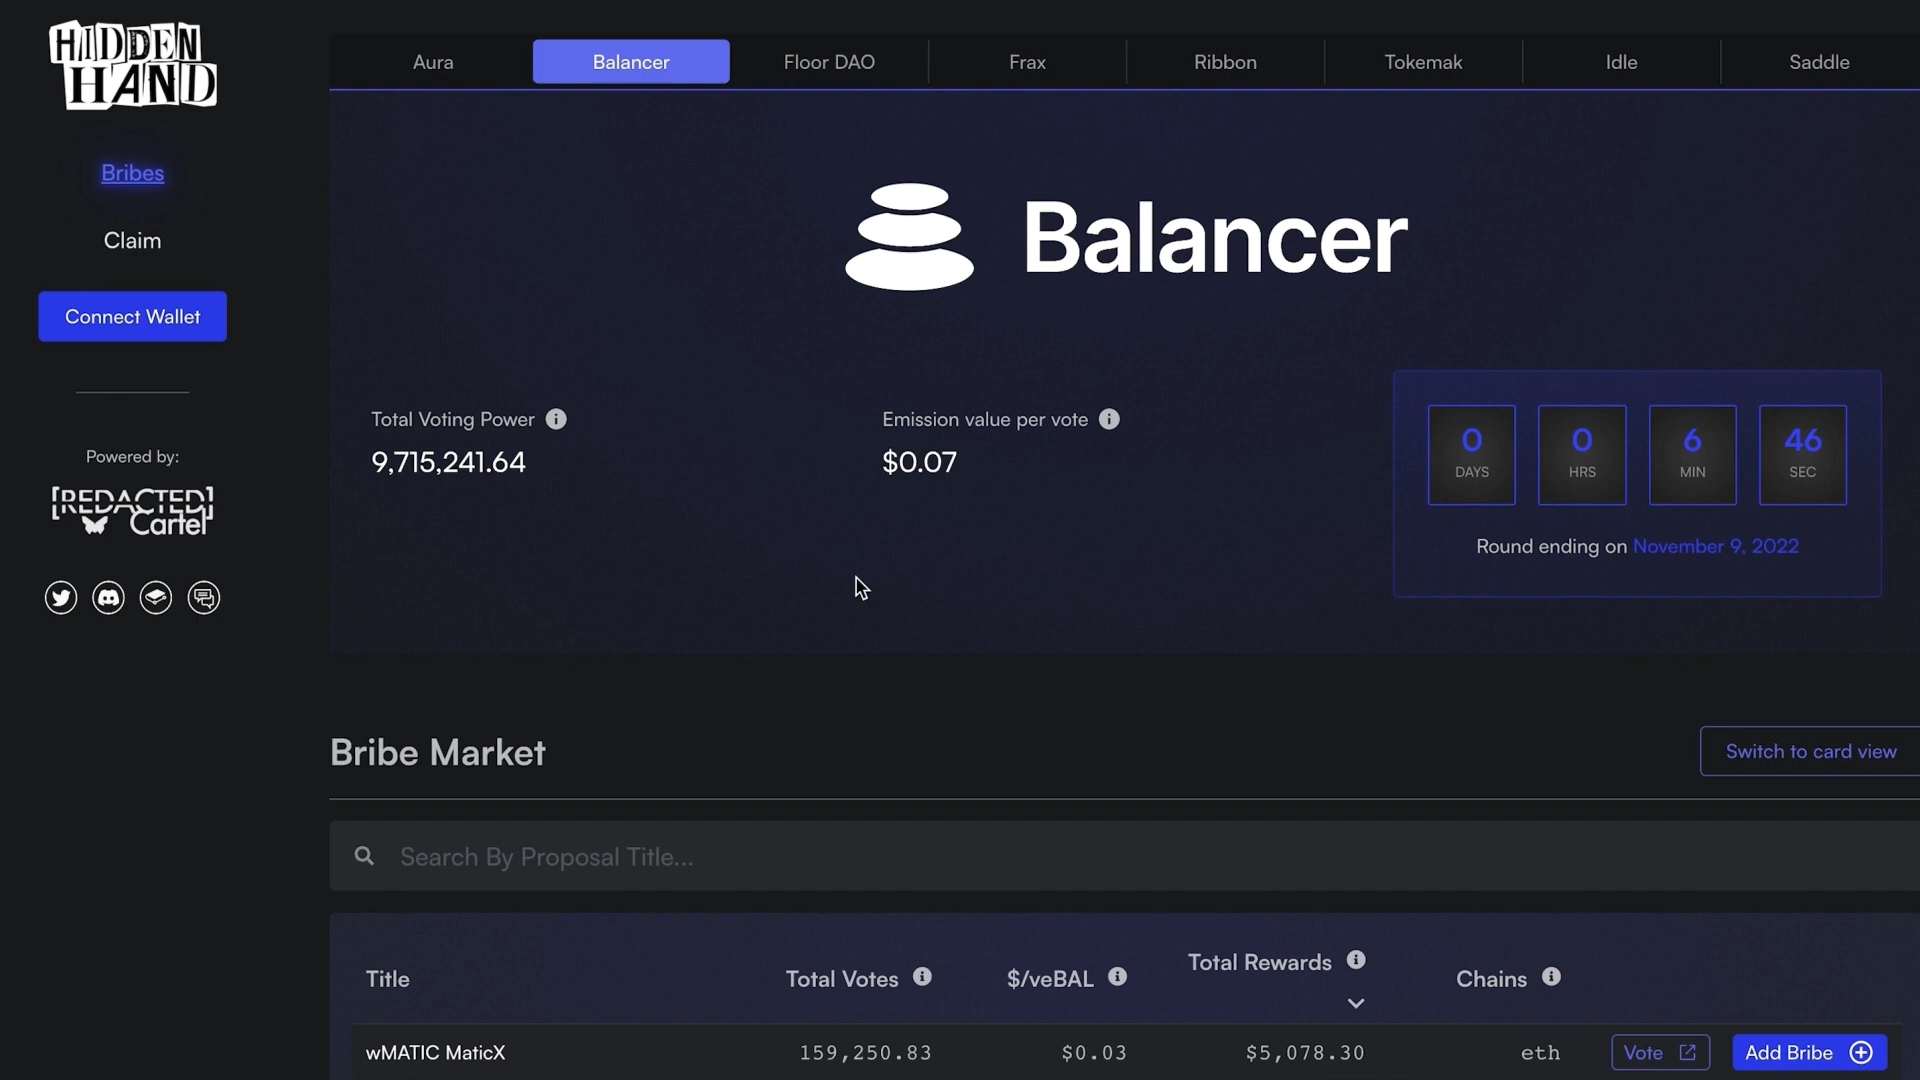 HIDDEN
HAND
Bribes
Claim
Connect Wallet
Powered by:
[REDACTED]
Cartel
Aura Balancer Floor DAO Frax Ribbon Tokemak Idle Saddle
Balancer
Total Voting Power
9,715,241.64
Emission value per vote
$0.07
0 0 6 46
DAYS HRS MIN SEC
Round ending on November 9, 2022
Bribe Market
Switch to card view
Search By Proposal Title...
Title Total Votes $/veBAL Total Rewards Chains
wMATIC MaticX 159,250.83 $0.03 $5,078.30 eth Vote Add Bribe